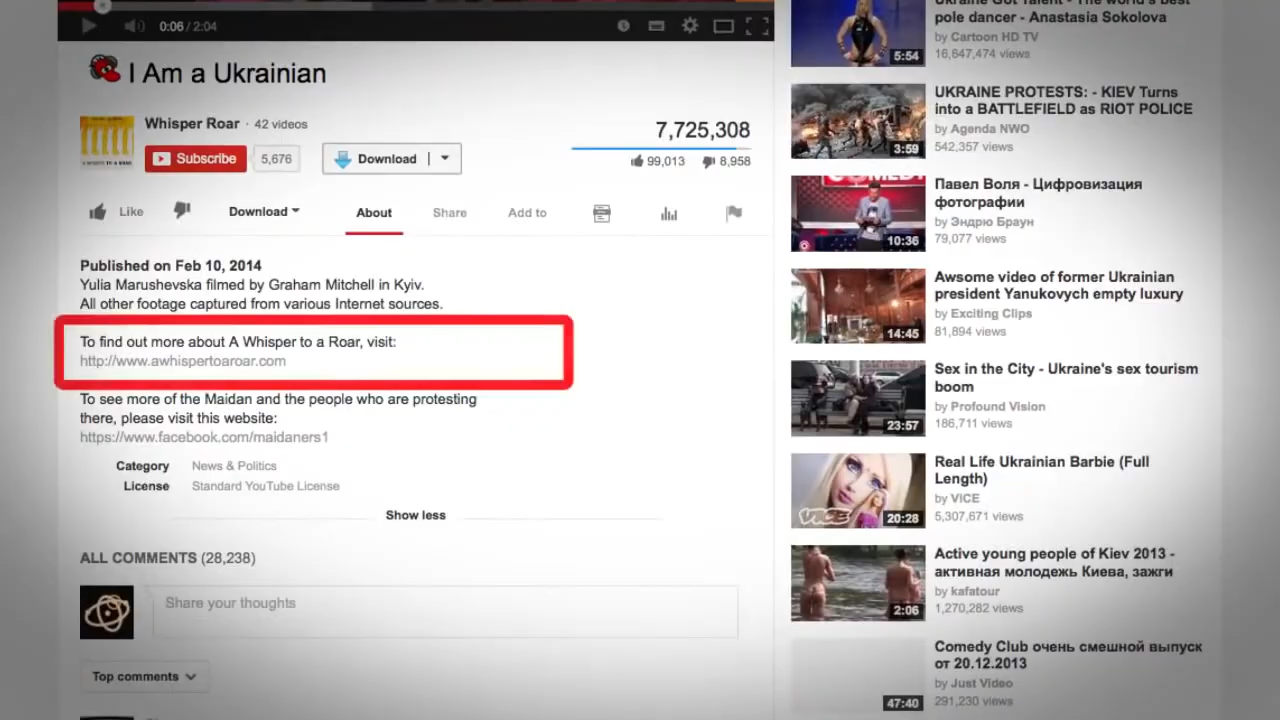 0:06 / 2:04
I Am a Ukrainian
Whisper Roar · 42 videos
Subscribe 5,676
Download
7,725,308
99,013 8,958
Like Download About Share Add to
Published on Feb 10, 2014
Yulia Marushevska filmed by Graham Mitchell in Kyiv.
All other footage captured from various Internet sources.
To find out more about A Whisper to a Roar, visit:
http://www.awhispertoaroar.com
To see more of the Maidan and the people who are protesting
there, please visit this website:
https://www.facebook.com/maidaners1
Category News & Politics
License Standard YouTube License
Show less
ALL COMMENTS (28,238)
Share your thoughts
Top comments
Ukraine Got Talent - The world's best
pole dancer - Anastasia Sokolova
by Cartoon HD TV
16,647,474 views
5:54
UKRAINE PROTESTS: - KIEV Turns
into a BATTLEFIELD as RIOT POLICE
by Agenda NWO
542,357 views
3:59
Павел Воля - Цифровизация
фотографии
by Эндрю Браун
79,077 views
10:36
Awsome video of former Ukrainian
president Yanukovych empty luxury
by Exciting Clips
81,894 views
14:45
Sex in the City - Ukraine's sex tourism
boom
by Profound Vision
186,711 views
23:57
Real Life Ukrainian Barbie (Full
Length)
by VICE
5,307,671 views
VICE
20:28
Active young people of Kiev 2013 -
активная молодежь Киева, зажги
by kafatour
1,270,282 views
2:06
Comedy Club очень смешной выпуск
от 20.12.2013
by Just Video
291,230 views
47:40